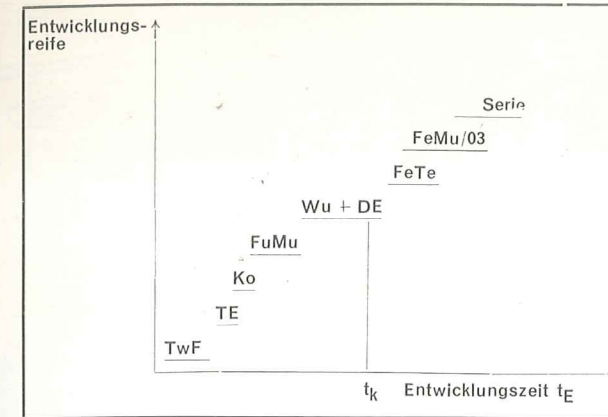 Entwicklungs-
reife
Serie
FeMu/03
FeTe
Wu + DE
FuMu
Ko
TE
TwF
tk Entwicklungszeit tE